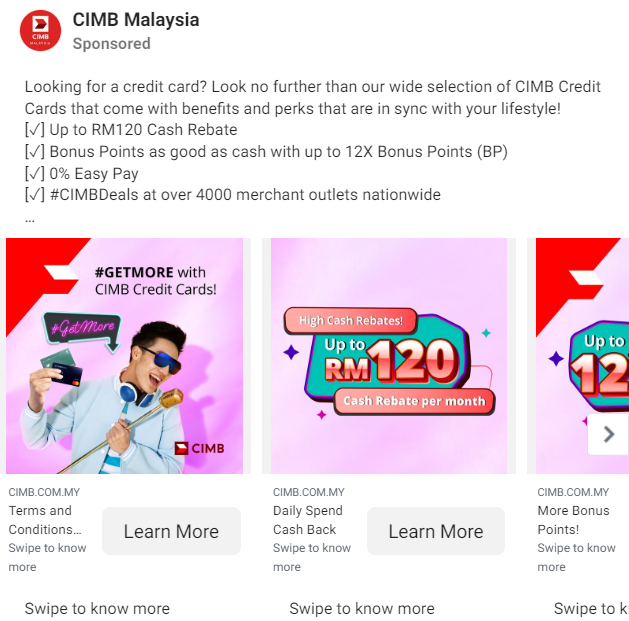 CIMB
MALAYSIA
CIMB Malaysia
Sponsored
Looking for a credit card? Look no further than our wide selection of CIMB Credit
Cards that come with benefits and perks that are in sync with your lifestyle!
[✓] Up to RM120 Cash Rebate
[✓] Bonus Points as good as cash with up to 12X Bonus Points (BP)
[✓] 0% Easy Pay
[✓] #CIMBDeals at over 4000 merchant outlets nationwide
...
#GETMORE with
CIMB Credit Cards!
#GetMore
CIMB
High Cash Rebates!
Up to
RM120
Cash Rebate per month
Up to
12
CIMB.COM.MY
Terms and
Conditions...
Swipe to know
more
Learn More
CIMB.COM.MY
Daily Spend
Cash Back
Swipe to know
more
Learn More
CIMB.COM.MY
More Bonus
Points!
Swipe to know
more
Swipe to know more
Swipe to know more
Swipe to k